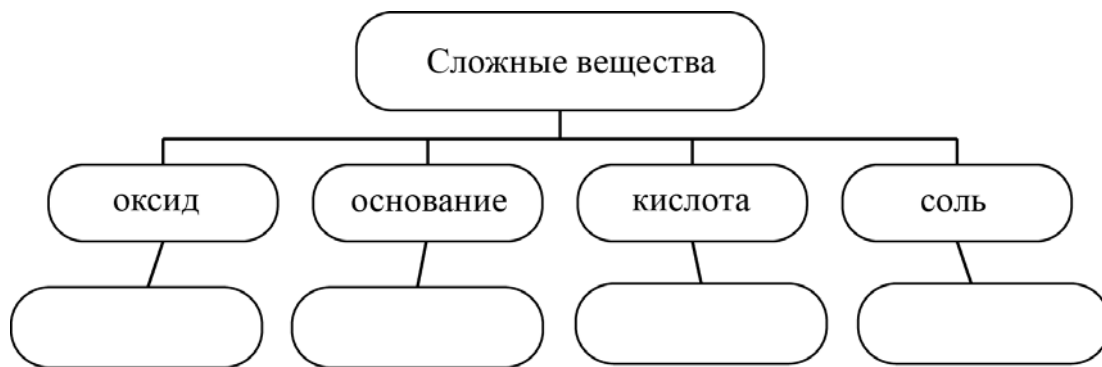 Сложные вещества
оксид
основание
кислота
соль